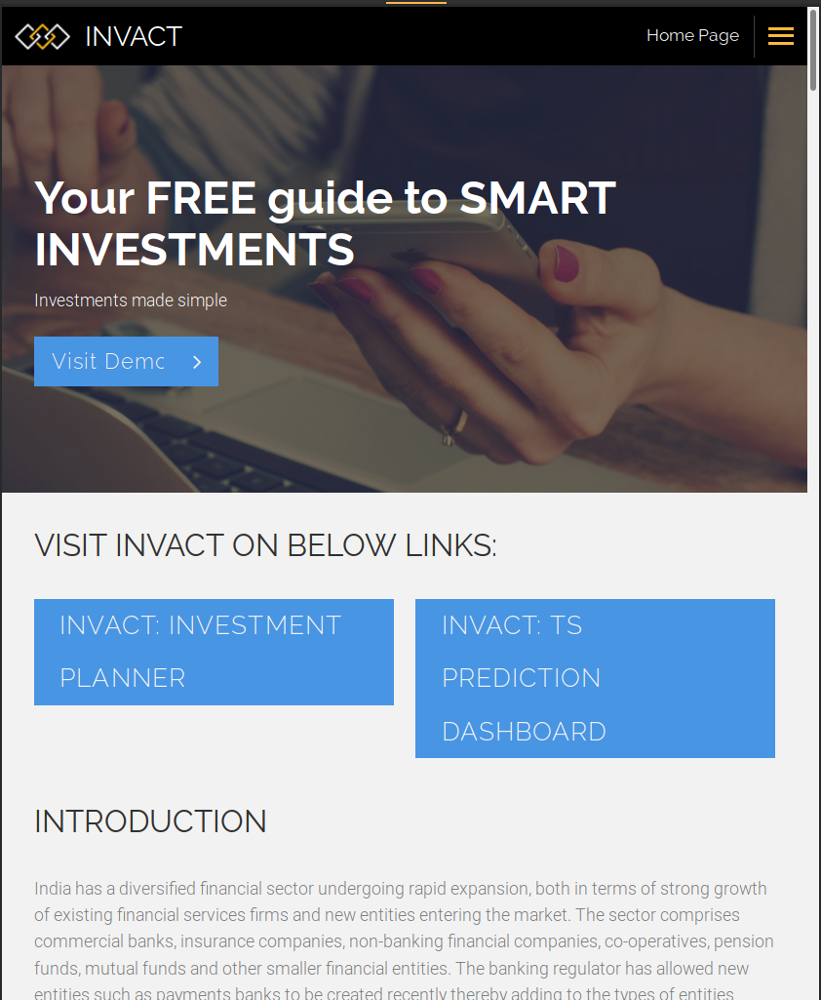 INVACT
Home Page
Your FREE guide to SMART
INVESTMENTS
Investments made simple
Visit Demo
VISIT INVACT ON BELOW LINKS:
INVACT: INVESTMENT
PLANNER
INVACT: TS
PREDICTION
DASHBOARD
INTRODUCTION
India has a diversified financial sector undergoing rapid expansion, both in terms of strong growth
of existing financial services firms and new entities entering the market. The sector comprises
commercial banks, insurance companies, non-banking financial companies, co-operatives, pension
funds, mutual funds and other smaller financial entities. The banking regulator has allowed new
entities such as payments banks to be created recently thereby adding to the types of entities